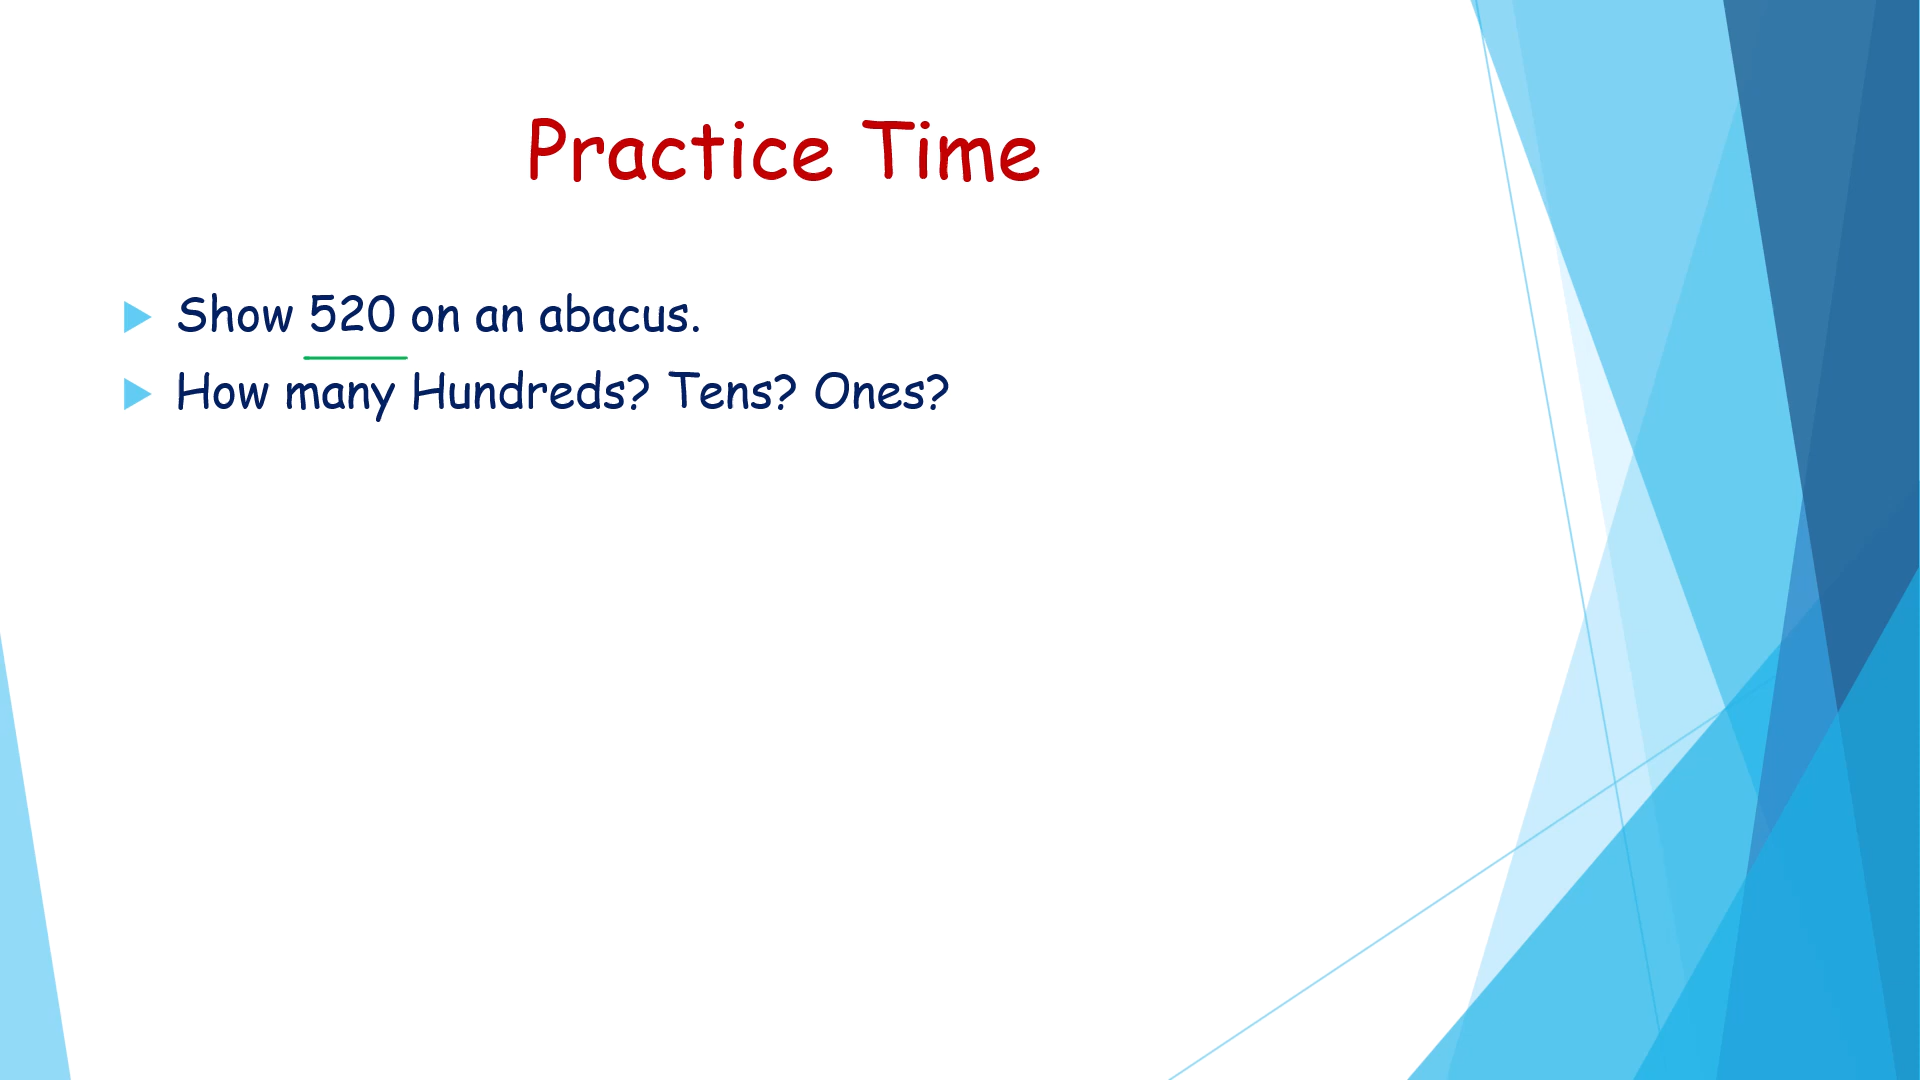 Practice Time
Show 520 on an abacus.
How many Hundreds? Tens? Ones?